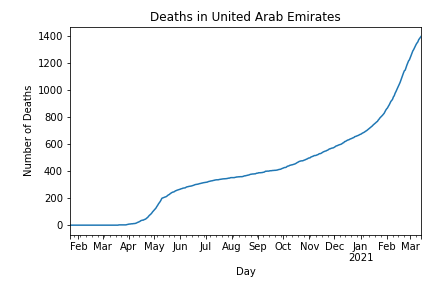 Deaths in United Arab Emirates
Number of Deaths
1400
1200
1000
800
600
400
200
0
Feb Mar Apr May Jun Jul Aug Sep Oct Nov Dec Jan Feb Mar
2021
Day